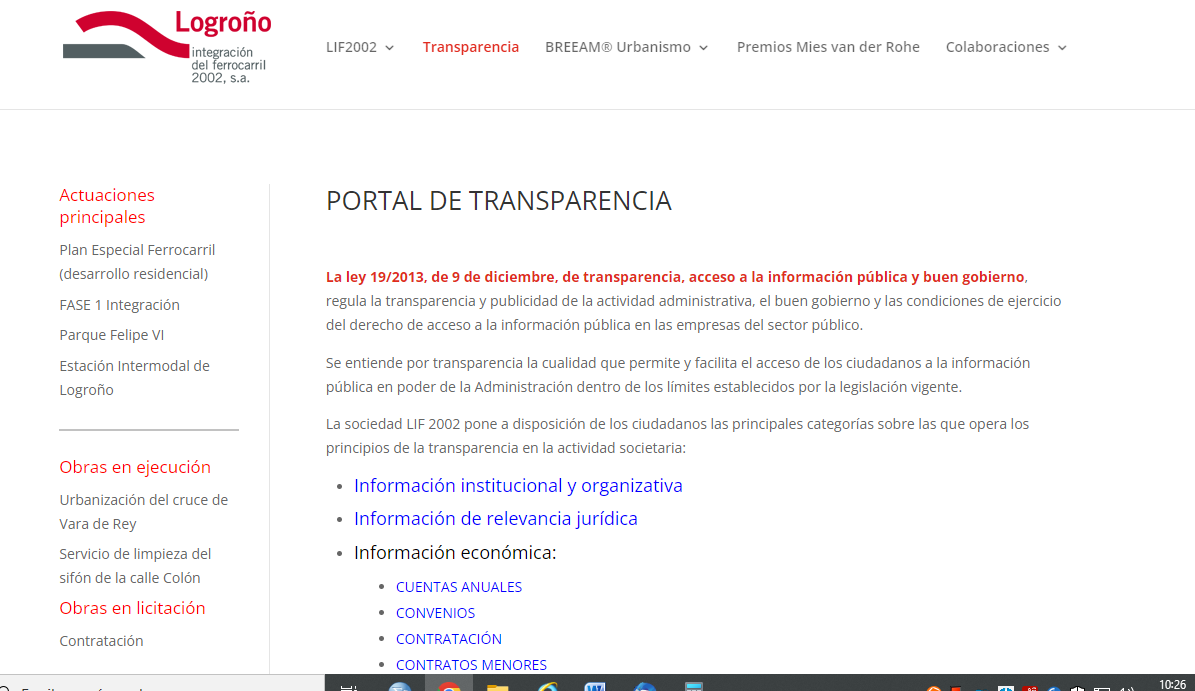 Logroño
integración
del ferrocarril
2002, s.a.
LIF2002
Transparencia
BREEAM® Urbanismo
Premios Mies van der Rohe
Colaboraciones
Actuaciones
principales
Plan Especial Ferrocarril
(desarrollo residencial)
FASE 1 Integración
Parque Felipe VI
Estación Intermodal de
Logroño
Obras en ejecución
Urbanización del cruce de
Vara de Rey
Servicio de limpieza del
sifón de la calle Colón
Obras en licitación
Contratación
PORTAL DE TRANSPARENCIA
La ley 19/2013, de 9 de diciembre, de transparencia, acceso a la información pública y buen gobierno,
regula la transparencia y publicidad de la actividad administrativa, el buen gobierno y las condiciones de ejercicio
del derecho de acceso a la información pública en las empresas del sector público.
Se entiende por transparencia la cualidad que permite y facilita el acceso de los ciudadanos a la información
pública en poder de la Administración dentro de los límites establecidos por la legislación vigente.
La sociedad LIF 2002 pone a disposición de los ciudadanos las principales categorías sobre las que opera los
principios de la transparencia en la actividad societaria:
Información institucional y organizativa
Información de relevancia jurídica
Información económica:
CUENTAS ANUALES
CONVENIOS
CONTRATACIÓN
CONTRATOS MENORES
10:26